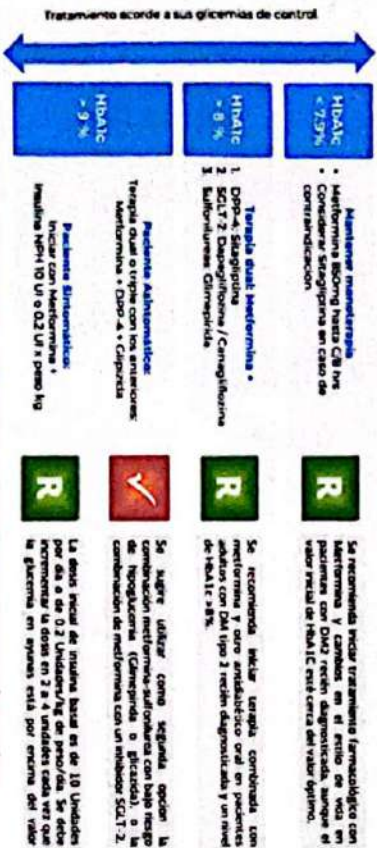 Tratamiento acorde a sus glicemias de control
HbA1c
< 7.9%
Mantener monoterapia
• Metformina 850mg hasta C/8 hrs
• Considerar Sitagliptina en caso de
contraindicación
R
Se recomienda iniciar tratamiento farmacológico con
Metformina y cambios en el estilo de vida en
pacientes con DM2 recién diagnosticada, aunque el
valor inicial de HbA1C esté cerca del valor óptimo.
HbA1c
> 8 %
Terapia dual: Metformina +
1. DPP-4: Sitagliptina
2. SGLT-2: Dapagliflozina / Canagliflozina
3. Sulfonilureas: Glimepirida
R
Se recomienda iniciar terapia combinada con
metformina y otro antidiabético oral en pacientes
adultos con DM tipo 2 recién diagnosticada y un nivel
de HbA1c >8%.
HbA1c
> 9 %
Paciente Asintomático:
Terapia dual o triple con los anteriores:
Metformina + DPP-4 + Glipizida
✓
Se sugiere utilizar como segunda opción la
combinación metformina-sulfonilurea con bajo riesgo
de hipoglucemia (Glimepirida o glicazida), o la
combinación de metformina con un inhibidor SGLT-2.
Paciente Sintomático:
Iniciar con Metformina +
Insulina NPH 10 UI o 0.2 UI x peso kg
R
La dosis inicial de insulina basal es de 10 Unidades
por día o de 0.2 Unidades/kg de peso/día. Se debe
incrementar la dosis en 2 a 4 unidades cada vez que
la glucemia en ayunas está por encima del valor